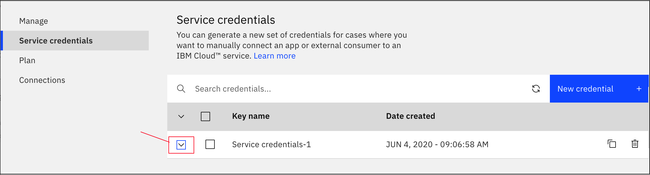 Manage
Service credentials
Plan
Connections
Service credentials
You can generate a new set of credentials for cases where you
want to manually connect an app or external consumer to an
IBM Cloud™ service. Learn more
Search credentials...
New credential +
Key name Date created
Service credentials-1 JUN 4, 2020 - 09:06:58 AM